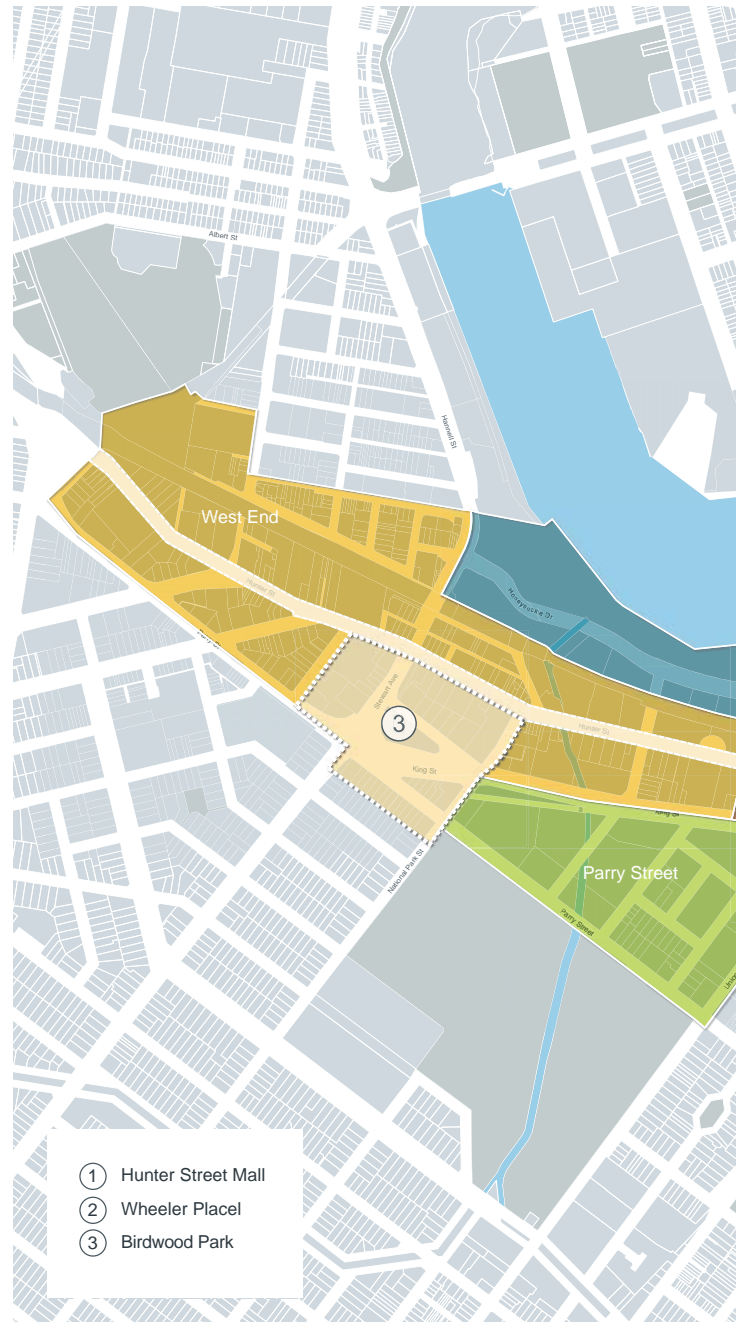 Albert St
Hannell St
West End
Honeysuckle Dr
Hunter St
Parry St
Stewart Ave
3
Hunter St
King St
King St
Parry Street
National Park St
Parry Street
Union
1 Hunter Street Mall
2 Wheeler Placel
3 Birdwood Park